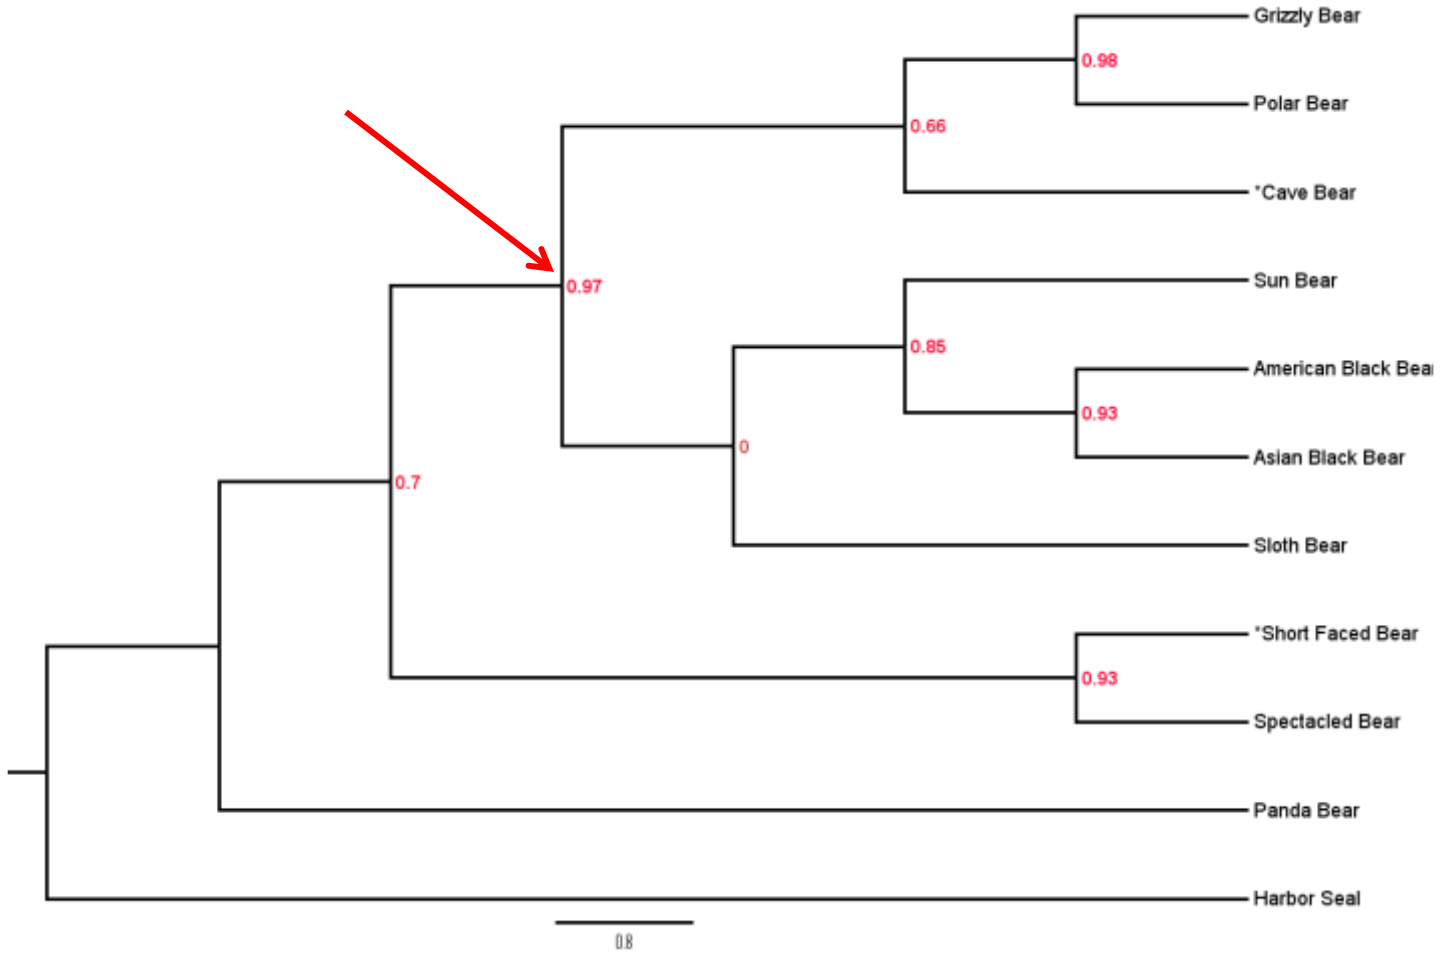 Grizzly Bear
0.98
Polar Bear
0.66
*Cave Bear
Sun Bear
0.97
0.85
American Black Bea
0.93
0
Asian Black Bear
0.7
Sloth Bear
*Short Faced Bear
0.93
Spectacled Bear
Panda Bear
Harbor Seal
0.8